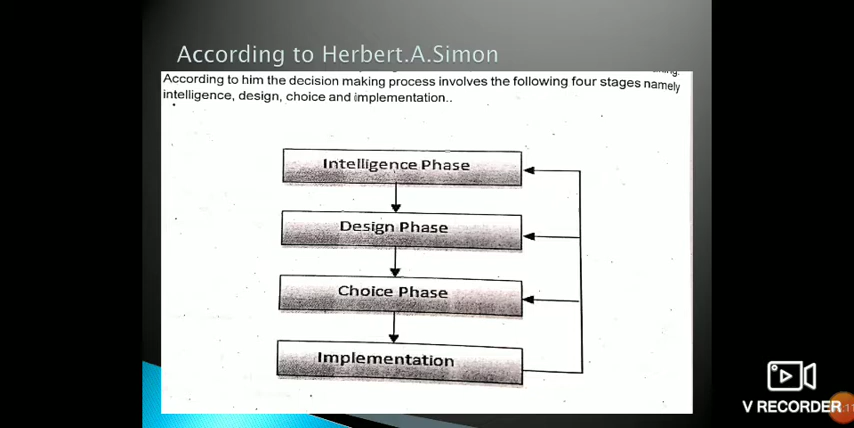 According to Herbert.A.Simon
According to him the decision making process involves the following four stages namely
intelligence, design, choice and implementation..
Intelligence Phase
Design Phase
Choice Phase
Implementation
V RECORDER